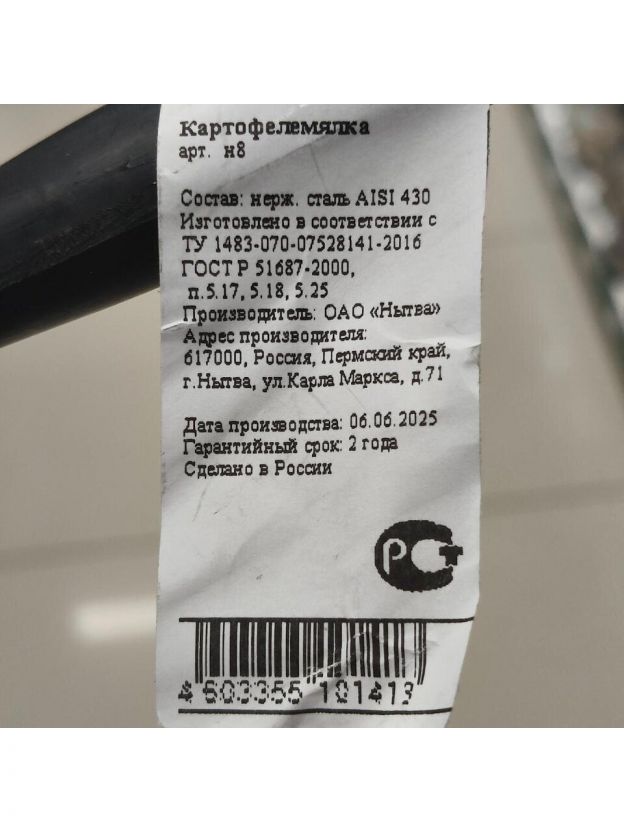 Картофелемялка
арт. н8
Состав: нерж. сталь AISI 430
Изготовлено в соответствии с
ТУ 1483-070-07528141-2016
ГОСТ Р 51687-2000,
п.5.17, 5.18, 5.25
Производитель: ОАО «Нытва»
Адрес производителя:
617000, Россия, Пермский край,
г.Нытва, ул.Карла Маркса, д.71
Дата производства: 06.06.2025
Гарантийный срок: 2 года
Сделано в России
РСТ
4 603355 101413